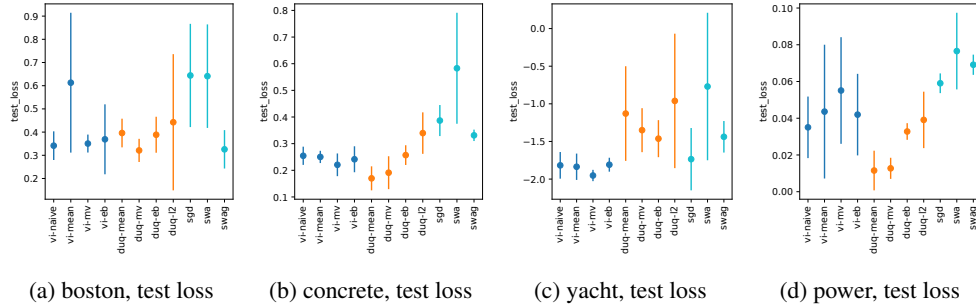 0.9
0.8
0.7
0.6
0.5
0.4
0.3
0.2
test_loss
vi-naive
vi-mean
vi-mv
vi-eb
duq-mean
duq-mv
duq-eb
duq-l2
sgd
swa
swag
(a) boston, test loss
0.8
0.7
0.6
0.5
0.4
0.3
0.2
0.1
test_loss
vi-naive
vi-mean
vi-mv
vi-eb
duq-mean
duq-mv
duq-eb
duq-l2
sgd
swa
swag
(b) concrete, test loss
0.0
−0.5
−1.0
−1.5
−2.0
test_loss
vi-naive
vi-mean
vi-mv
vi-eb
duq-mean
duq-mv
duq-eb
duq-l2
sgd
swa
swag
(c) yacht, test loss
0.10
0.08
0.06
0.04
0.02
0.00
test_loss
vi-naive
vi-mean
vi-mv
vi-eb
duq-mean
duq-mv
duq-eb
duq-l2
sgd
swa
swag
(d) power, test loss